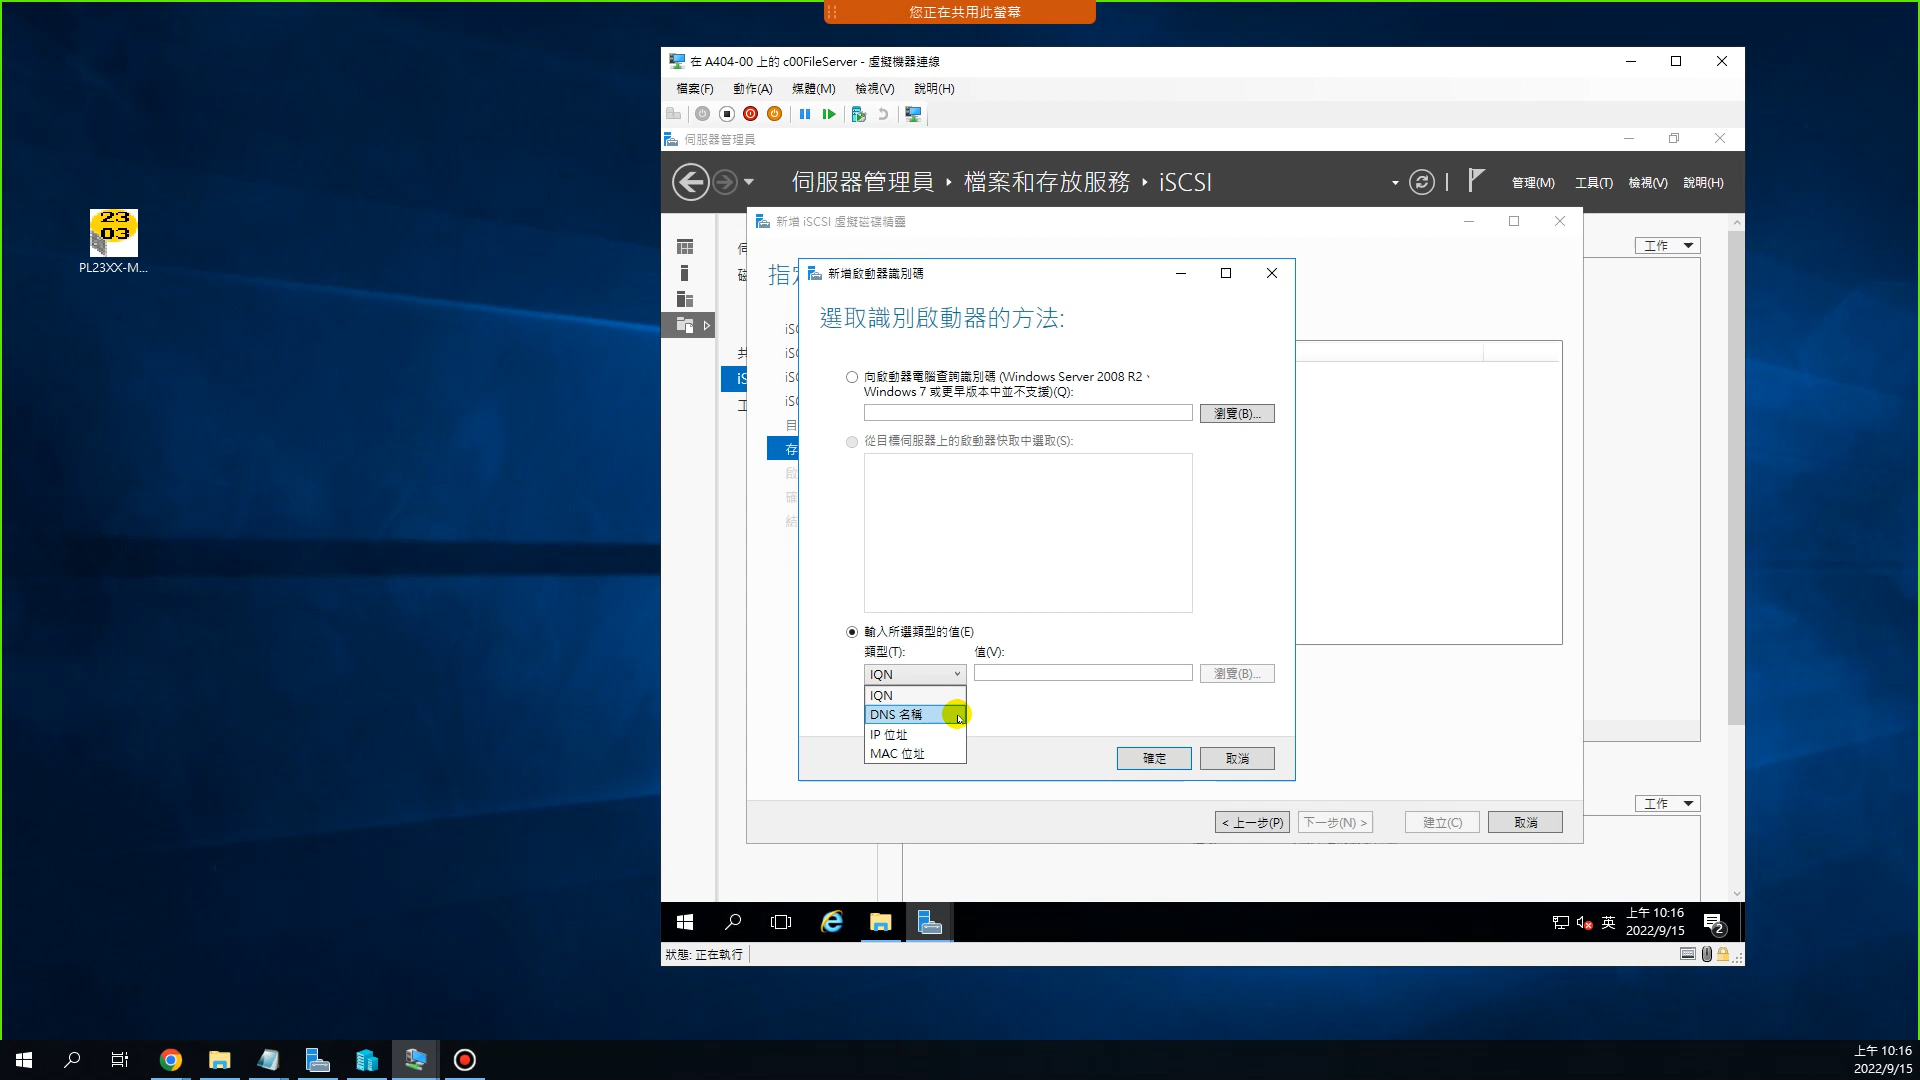 您正在共用此螢幕
在 A404-00 上的 c00FileServer - 虛擬機器連線
檔案(F) 動作(A) 媒體(M) 檢視(V) 說明(H)
伺服器管理員
伺服器管理員 ‣ 檔案和存放服務 ‣ iSCSI
管理(M) 工具(T) 檢視(V) 說明(H)
23
03
PL23XX-M...
新增 iSCSI 虛擬磁碟精靈
工作
新增啟動器識別碼
選取識別啟動器的方法:
向啟動器電腦查詢識別碼 (Windows Server 2008 R2、
Windows 7 或更早版本中並不支援)(Q):
瀏覽(B)...
從目標伺服器上的啟動器快取中選取(S):
輸入所選類型的值(E)
類型(T): 值(V):
IQN
瀏覽(B)...
IQN
DNS 名稱
IP 位址
MAC 位址
確定 取消
工作
< 上一步(P) 下一步(N) > 建立(C) 取消
英
上午 10:16
2022/9/15
2
狀態: 正在執行
上午 10:16
2022/9/15